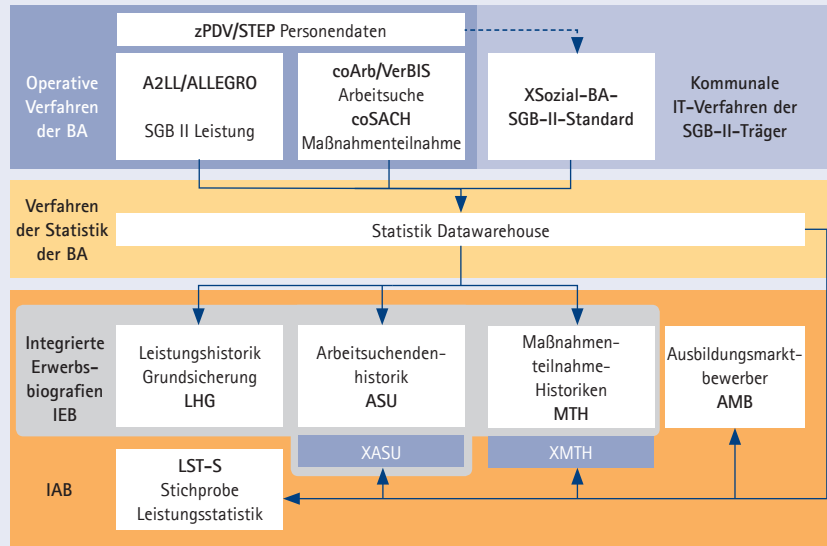 zPDV/STEP Personendaten
Operative
Verfahren
der BA
A2LL/ALLEGRO
SGB II Leistung
coArb/VerBIS
Arbeitsuche
coSACH
Maßnahmenteilnahme
XSozial-BA-
SGB-II-Standard
Kommunale
IT-Verfahren der
SGB-II-Träger
Verfahren
der Statistik
der BA
Statistik Datawarehouse
Integrierte
Erwerbs-
biografien
IEB
Leistungshistorik
Grundsicherung
LHG
Arbeitsuchenden-
historik
ASU
Maßnahmen-
teilnahme-
Historiken
MTH
Ausbildungsmarkt-
bewerber
AMB
XASU
XMTH
IAB
LST-S
Stichprobe
Leistungsstatistik